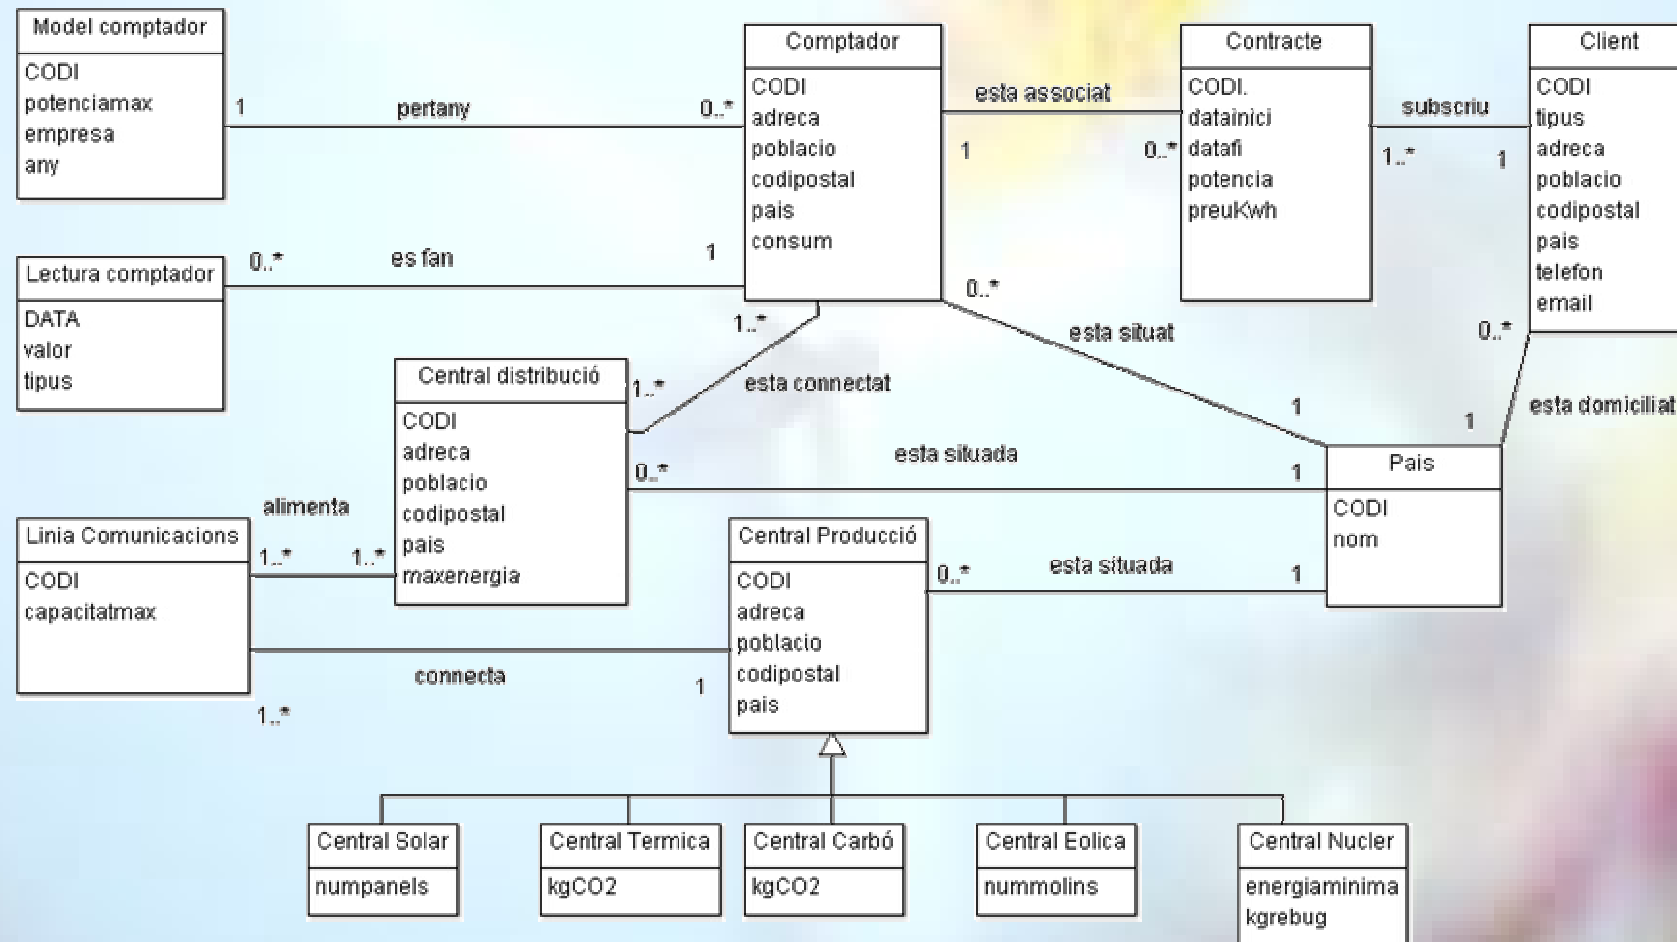 Model comptador
CODI
potenciamax
empresa
any
1
pertany
0..*
Comptador
CODI
adreca
poblacio
codipostal
pais
consum
esta associat
1
0..*
Contracte
CODI.
datainici
datafi
potencia
preuKwh
subscriu
1..*
1
Client
CODI
tipus
adreca
poblacio
codipostal
pais
telefon
email
Lectura comptador
DATA
valor
tipus
0..*
es fan
1
1..*
esta connectat
1..*
0..*
esta situat
1
0..*
esta domiciliat
1
Central distribució
CODI
adreca
poblacio
codipostal
pais
maxenergia
0..*
esta situada
1
Pais
CODI
nom
alimenta
1..*
1..*
Linia Comunicacions
CODI
capacitatmax
connecta
1..*
1
Central Producció
CODI
adreca
poblacio
codipostal
pais
0..*
esta situada
1
Central Solar
numpanels
Central Termica
kgCO2
Central Carbó
kgCO2
Central Eolica
nummolins
Central Nucler
energiaminima
kgrebug